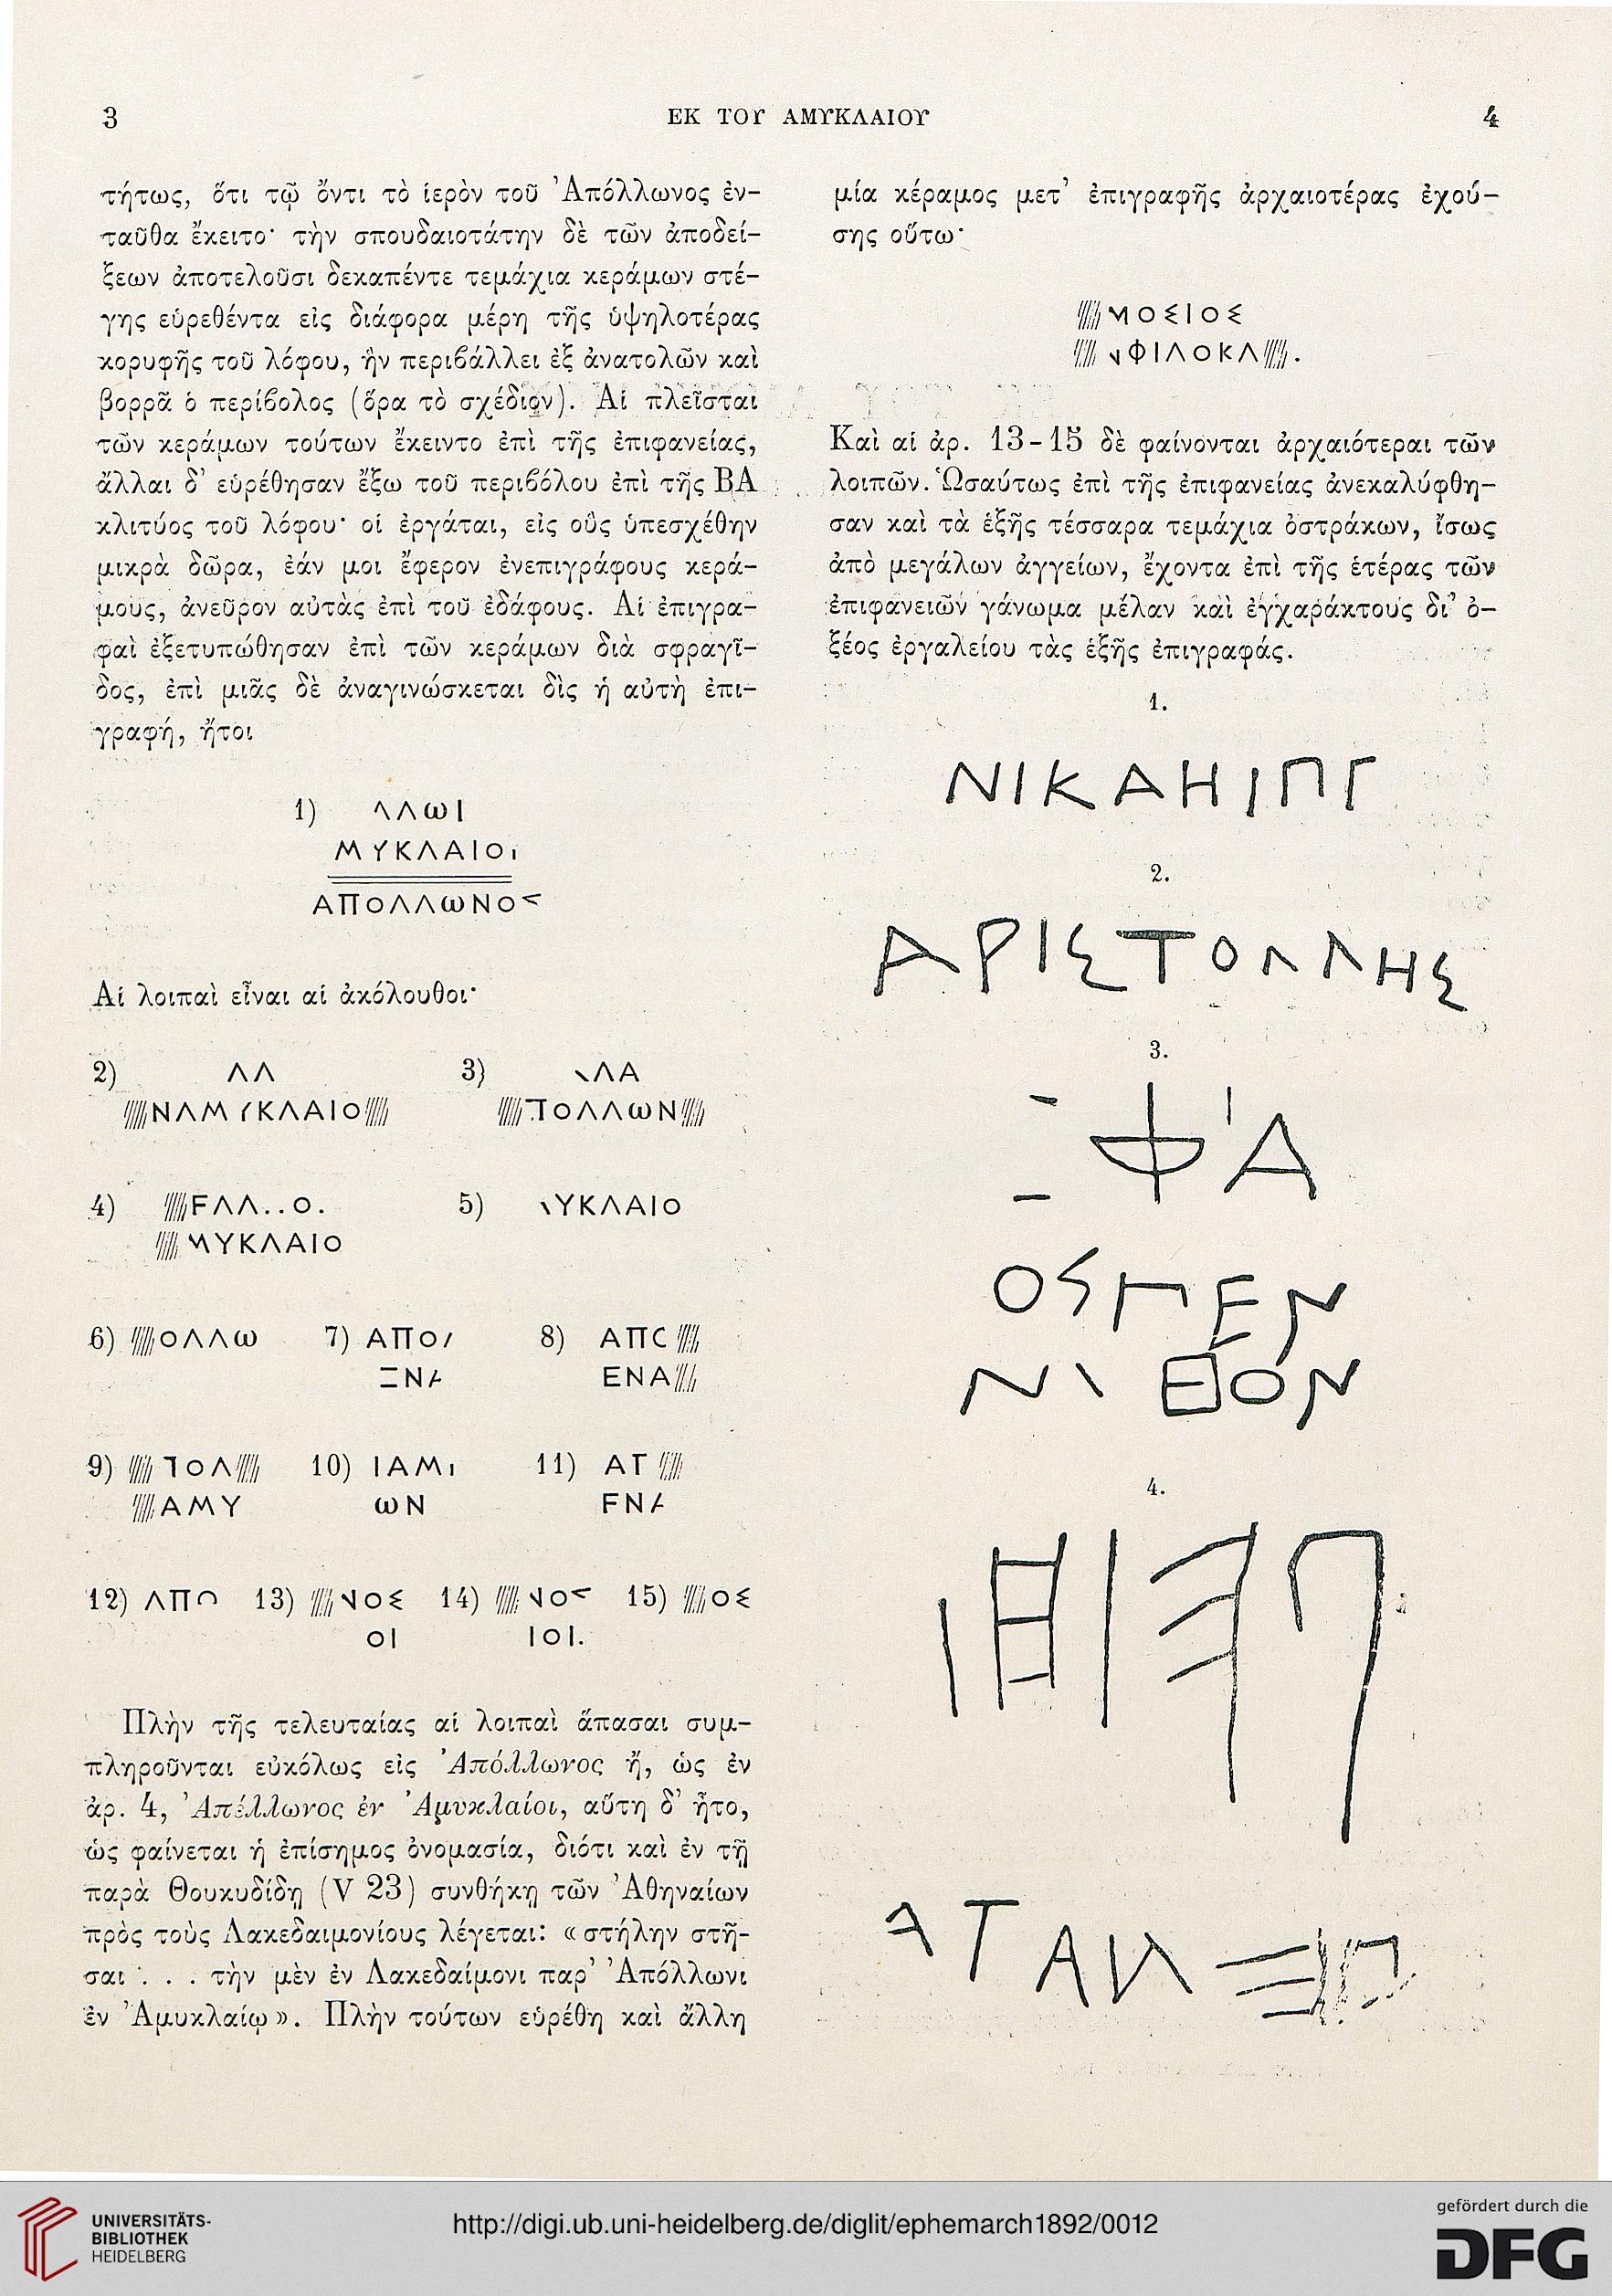 3 ΕΚ ΤΟΥ ΑΜΥΚΛΑΙΟΥ 4
τήτως, ὅτι τῷ ὄντι τὸ ἱερὸν τοῦ Ἀπόλλωνος ἐν-
ταῦθα ἔκειτο· τὴν σπουδαιοτάτην δὲ τῶν ἀποδεί-
ξεων ἀποτελοῦσι δεκαπέντε τεμάχια κεράμων στέ-
γης εὑρεθέντα εἰς διάφορα μέρη τῆς ὑψηλοτέρας
κορυφῆς τοῦ λόφου, ἣν περιβάλλει ἐξ ἀνατολῶν καὶ
βορρᾶ ὁ περίβολος (ὅρα τὸ σχέδιον). Αἱ πλεῖσται
τῶν κεράμων τούτων ἔκειντο ἐπὶ τῆς ἐπιφανείας,
ἄλλαι δ' εὑρέθησαν ἔξω τοῦ περιβόλου ἐπὶ τῆς ΒΑ
κλιτύος τοῦ λόφου· οἱ ἐργάται, εἰς οὓς ὑπεσχέθην
μικρὰ δῶρα, ἐάν μοι ἔφερον ἐνεπιγράφους κερά-
μους, ἀνεῦρον αὐτὰς ἐπὶ τοῦ ἐδάφους. Αἱ ἐπιγρα-
φαὶ ἐξετυπώθησαν ἐπὶ τῶν κεράμων διὰ σφραγῖ-
δος, ἐπὶ μιᾶς δὲ ἀναγινώσκεται δὶς ἡ αὐτὴ ἐπι-
γραφή, ἤτοι
1) ΛΛωΙ
ΜΥΚΛΑΙΟΙ
ΑΠΟΛΛωΝΟ<
Αἱ λοιπαὶ εἶναι αἱ ἀκόλουθοι·
2) ΛΛ 3) \ΛΑ
ΝΛΜΥΚΛΑΙΟ ΤΟΛΛωΝ
4) FΛΛ..Ο. 5) \ΥΚΛΑΙΟ
ΜΥΚΛΑΙΟ
6) ΟΛΛω 7) ΑΠΟ/ 8) ΑΠC
ΞΝΑ ΕΝΑ
9) ΤΟΛ 10) ΙΑΜΙ 11) ΑΓ
ΑΜΥ ωΝ FΝΑ
12) ΛΠΟ 13) ΝΟΣ 14) ΝΟ< 15) ΟΣ
ΟΙ ΙΟΙ.
Πλὴν τῆς τελευταίας αἱ λοιπαὶ ἅπασαι συμ-
πληροῦνται εὐκόλως εἰς Ἀπόλλωνος ἤ, ὡς ἐν
ἀρ. 4, Ἀπέλλωνος ἐν Ἀμυκλαίοι, αὕτη δ' ἦτο,
ὡς φαίνεται ἡ ἐπίσημος ὀνομασία, διότι καὶ ἐν τῇ
παρὰ Θουκυδίδῃ (V 23) συνθήκῃ τῶν Ἀθηναίων
πρὸς τοὺς Λακεδαιμονίους λέγεται: «στήλην στῆ-
σαι . . . τὴν μὲν ἐν Λακεδαίμονι παρ' Ἀπόλλωνι
ἐν Ἀμυκλαίῳ». Πλὴν τούτων εὑρέθη καὶ ἄλλη
μία κέραμος μετ' ἐπιγραφῆς ἀρχαιοτέρας ἐχού-
σης οὕτω·
ΜΟΣΙΟΣ
ΝΦΙΛΟΚΛ.
Καὶ αἱ ἀρ. 13-15 δὲ φαίνονται ἀρχαιότεραι τῶν
λοιπῶν. Ὡσαύτως ἐπὶ τῆς ἐπιφανείας ἀνεκαλύφθη-
σαν καὶ τὰ ἑξῆς τέσσαρα τεμάχια ὀστράκων, ἴσως
ἀπὸ μεγάλων ἀγγείων, ἔχοντα ἐπὶ τῆς ἑτέρας τῶν
ἐπιφανειῶν γάνωμα μέλαν καὶ ἐγχαράκτους δι' ὀ-
ξέος ἐργαλείου τὰς ἑξῆς ἐπιγραφάς.
1.
ΝΙΚΑΗΙΠΓ
2.
ΑΡΙΣΤΟΛΛΗΣ
3.
ΦΑ
ΟΣΠΕΝ
ΝΙ ΟΝ
4.
UNIVERSITÄTS-
BIBLIOTHEK
HEIDELBERG
http://digi.ub.uni-heidelberg.de/diglit/ephemarch1892/0012
gefördert durch die
DFG